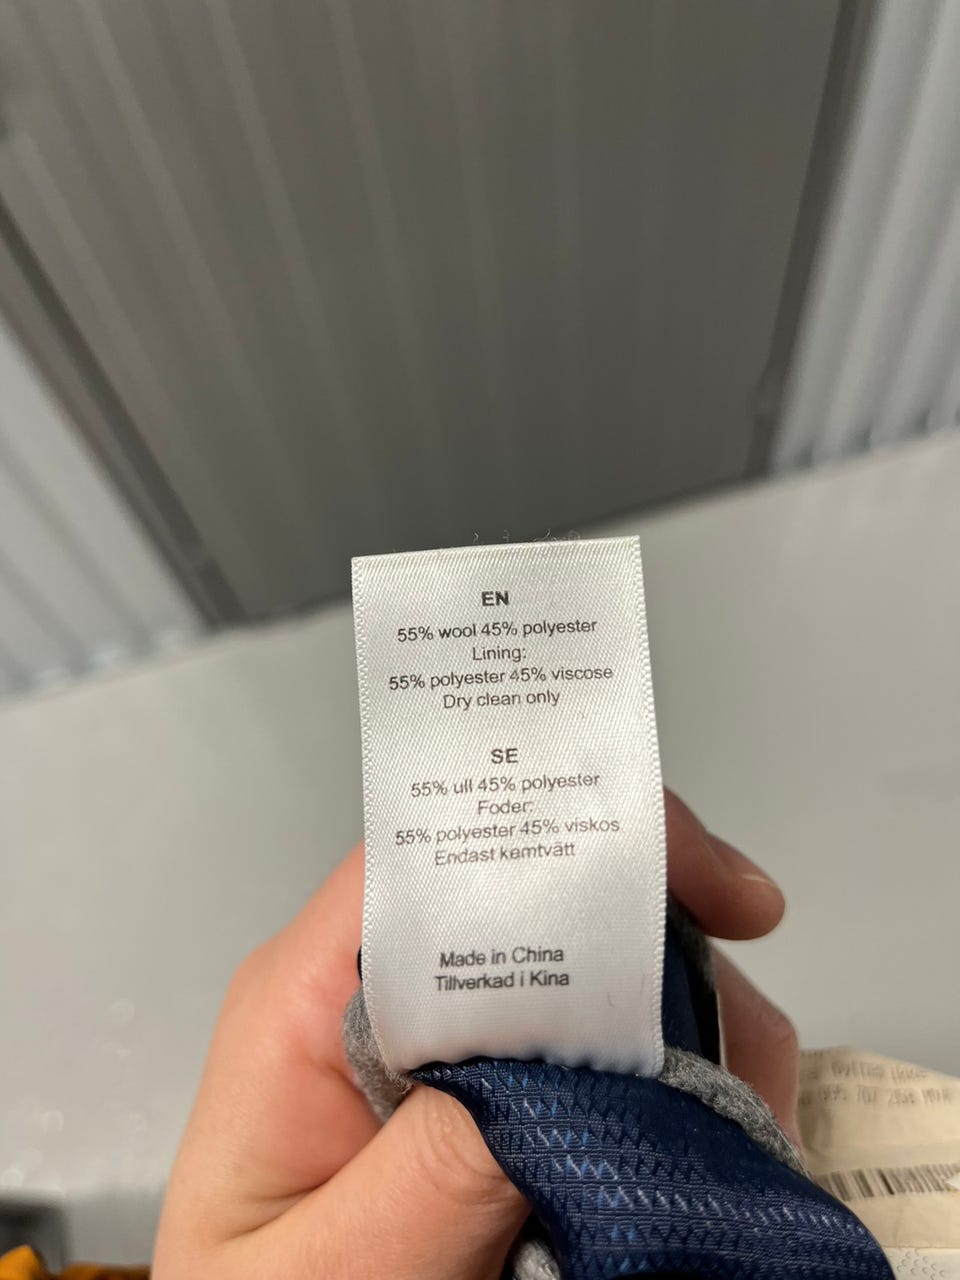 EN
55% wool 45% polyester
Lining:
55% polyester 45% viscose
Dry clean only
SE
55% ull 45% polyester
Foder:
55% polyester 45% viskos
Endast kemtvätt
Made in China
Tillverkad i Kina